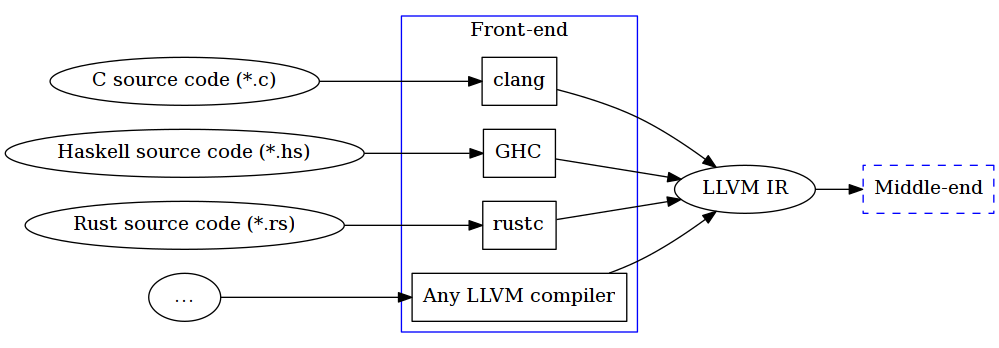 Front-end
C source code (*.c)
clang
Haskell source code (*.hs)
GHC
LLVM IR
Middle-end
Rust source code (*.rs)
rustc
...
Any LLVM compiler